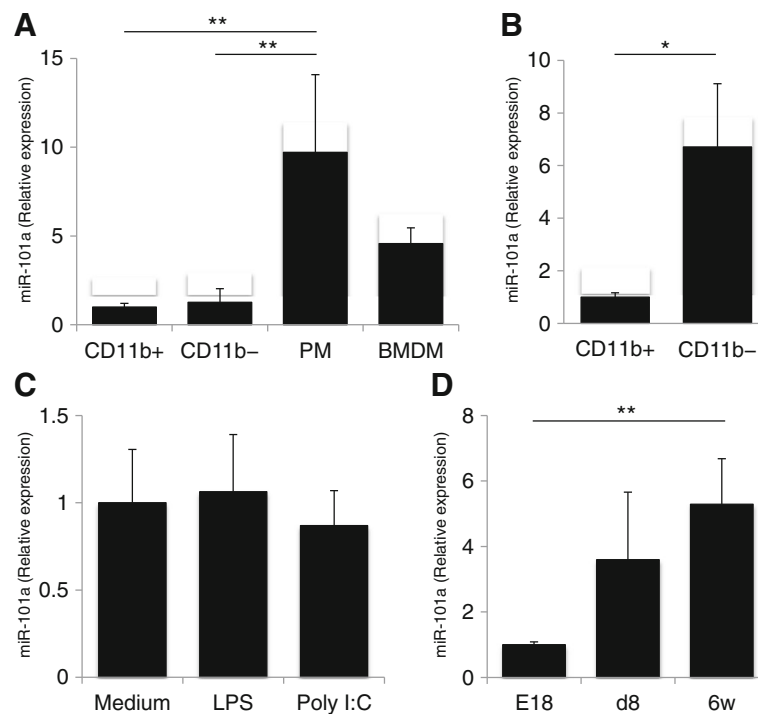 A
**
**
miR-101a (Relative expression)
15
10
5
0
CD11b+ CD11b– PM BMDM
B
*
miR-101a (Relative expression)
10
8
6
4
2
0
CD11b+ CD11b–
C
miR-101a (Relative expression)
1.5
1
0.5
0
Medium LPS Poly I:C
D
**
miR-101a (Relative expression)
8
6
4
2
0
E18 d8 6w